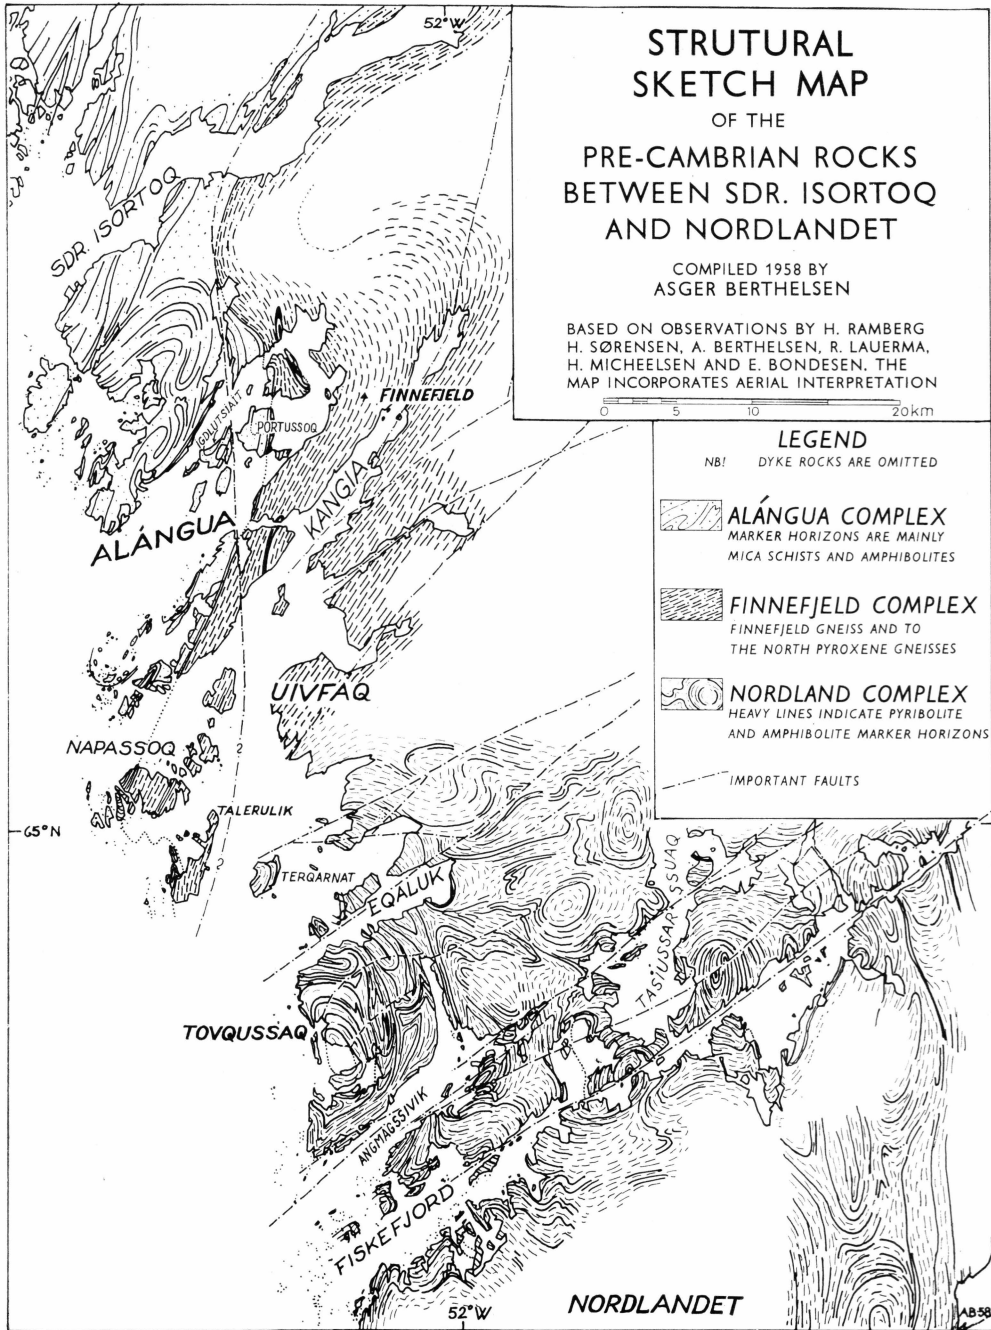 STRUTURAL
SKETCH MAP
OF THE
PRE-CAMBRIAN ROCKS
BETWEEN SDR. ISORTOQ
AND NORDLANDET
COMPILED 1958 BY
ASGER BERTHELSEN
BASED ON OBSERVATIONS BY H. RAMBERG
H. SØRENSEN, A. BERTHELSEN, R. LAUERMA,
H. MICHEELSEN AND E. BONDESEN. THE
MAP INCORPORATES AERIAL INTERPRETATION
0 5 10 20km
LEGEND
NB! DYKE ROCKS ARE OMITTED
ALÁNGUA COMPLEX
MARKER HORIZONS ARE MAINLY
MICA SCHISTS AND AMPHIBOLITES
FINNEFJELD COMPLEX
FINNEFJELD GNEISS AND TO
THE NORTH PYROXENE GNEISSES
NORDLAND COMPLEX
HEAVY LINES INDICATE PYRIBOLITE
AND AMPHIBOLITE MARKER HORIZONS
IMPORTANT FAULTS
52°W
SDR. ISORTOQ
FINNEFJELD
IGDLUTSIAIT
PORTUSSOQ
KANGIA
ALÁNGUA
UIVFAQ
NAPASSOQ
?
TALERULIK
65°N
?
TERQARNAT
EQALUK
TASIUSSARSSUAQ
TOVQUSSAQ
ANGMAGSSIVIK
FISKEFJORD
52°W
NORDLANDET
AB-58